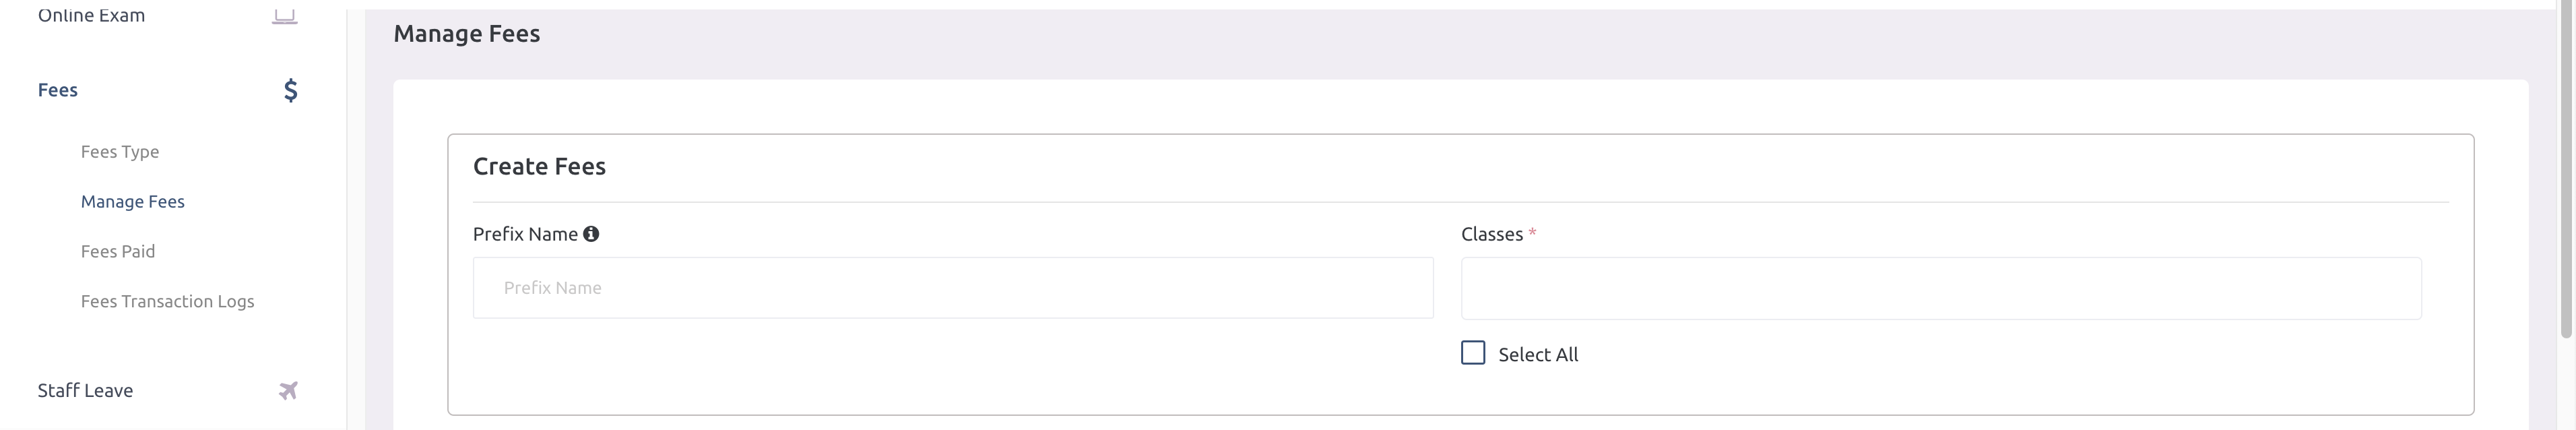 Online Exam
Fees
Fees Type
Manage Fees
Fees Paid
Fees Transaction Logs
Staff Leave
Manage Fees
Create Fees
Prefix Name
Prefix Name
Classes *
Select All